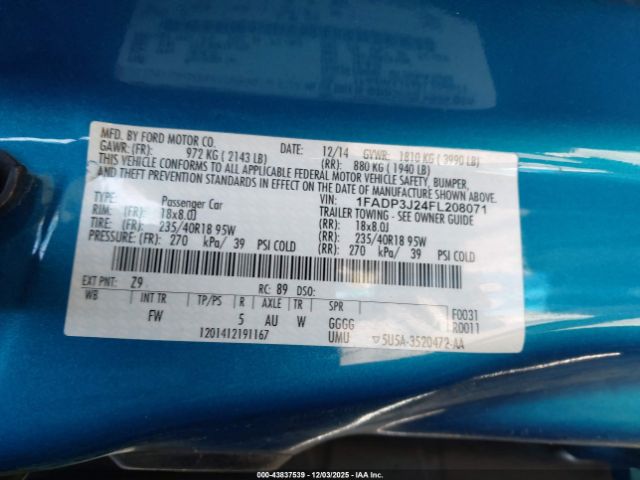 MFD. BY FORD MOTOR CO.
DATE: 12/14 GVWR: 1810 KG ( 3990 LB)
GAWR: (FR): 972 KG ( 2143 LB) (RR): 880 KG ( 1940 LB)
THIS VEHICLE CONFORMS TO ALL APPLICABLE FEDERAL MOTOR VEHICLE SAFETY, BUMPER,
AND THEFT PREVENTION STANDARDS IN EFFECT ON THE DATE OF MANUFACTURE SHOWN ABOVE.
VIN: 1FADP3J24FL208071
TYPE: Passenger Car TRAILER TOWING - SEE OWNER GUIDE
RIM: (FR): 18x8.0J (RR): 18x8.0J
TIRE: (FR): 235/40R18 95W (RR): 235/40R18 95W
PRESSURE: (FR): 270 kPa/ 39 PSI COLD (RR): 270 kPa/ 39 PSI COLD
EXT PNT: Z9 RC: 89 DSO:
WB INT TR TP/PS R AXLE TR SPR
FW 5 AU W GGGG F0031
R0011
1201412191167 UMU ▽5U5A-3520472-AA
000-43837539 - 12/03/2025 - IAA Corp.